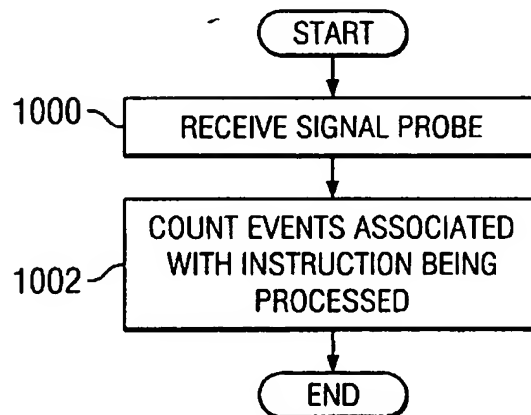 START
1000
RECEIVE SIGNAL PROBE
COUNT EVENTS ASSOCIATED
WITH INSTRUCTION BEING
PROCESSED
1002
END